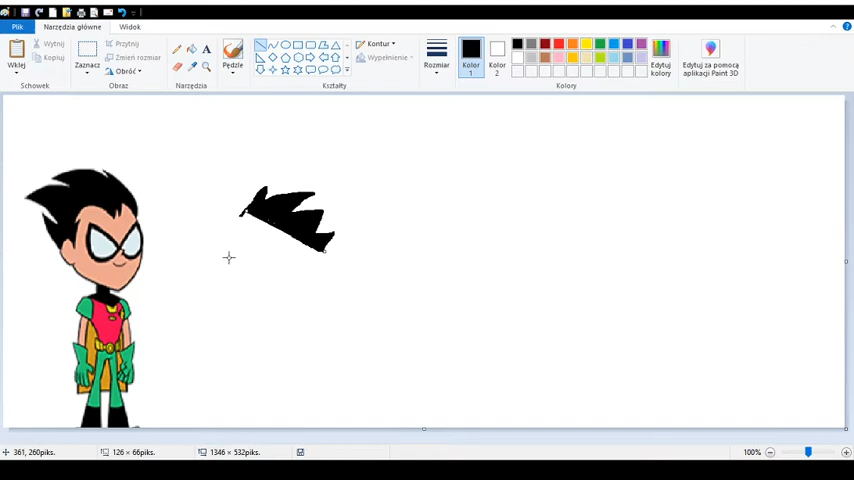 Plik Narzędzia główne Widok
Wklej
Wytnij
Kopiuj
Schowek
Zaznacz
Przytnij
Zmień rozmiar
Obróć
Obraz
A
Narzędzia
Pędzle
Kontur
Wypełnienie
Kształty
Rozmiar
Kolor
1
Kolor
2
Kolory
Edytuj
kolory
Edytuj za pomocą
aplikacji Paint 3D
361, 260piks. 126 × 66piks. 1346 × 532piks. 100%